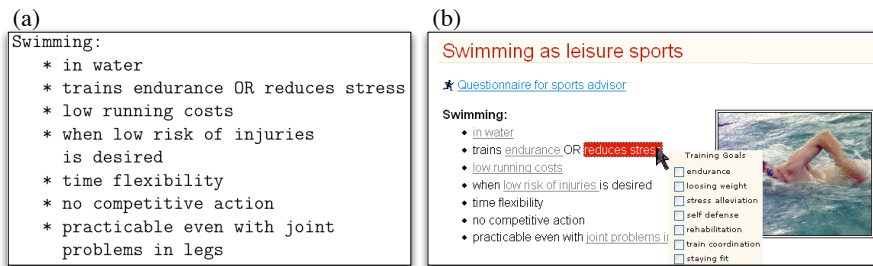 (a)
Swimming:
* in water
* trains endurance OR reduces stress
* low running costs
* when low risk of injuries
is desired
* time flexibility
* no competitive action
* practicable even with joint
problems in legs
(b)
Swimming as leisure sports
Questionnaire for sports advisor
Swimming:
• in water
• trains endurance OR reduces stress
• low running costs
• when low risk of injuries is desired
• time flexibility
• no competitive action
• practicable even with joint problems in
Training Goals
endurance
loosing weight
stress alleviation
self defense
rehabilitation
train coordination
staying fit